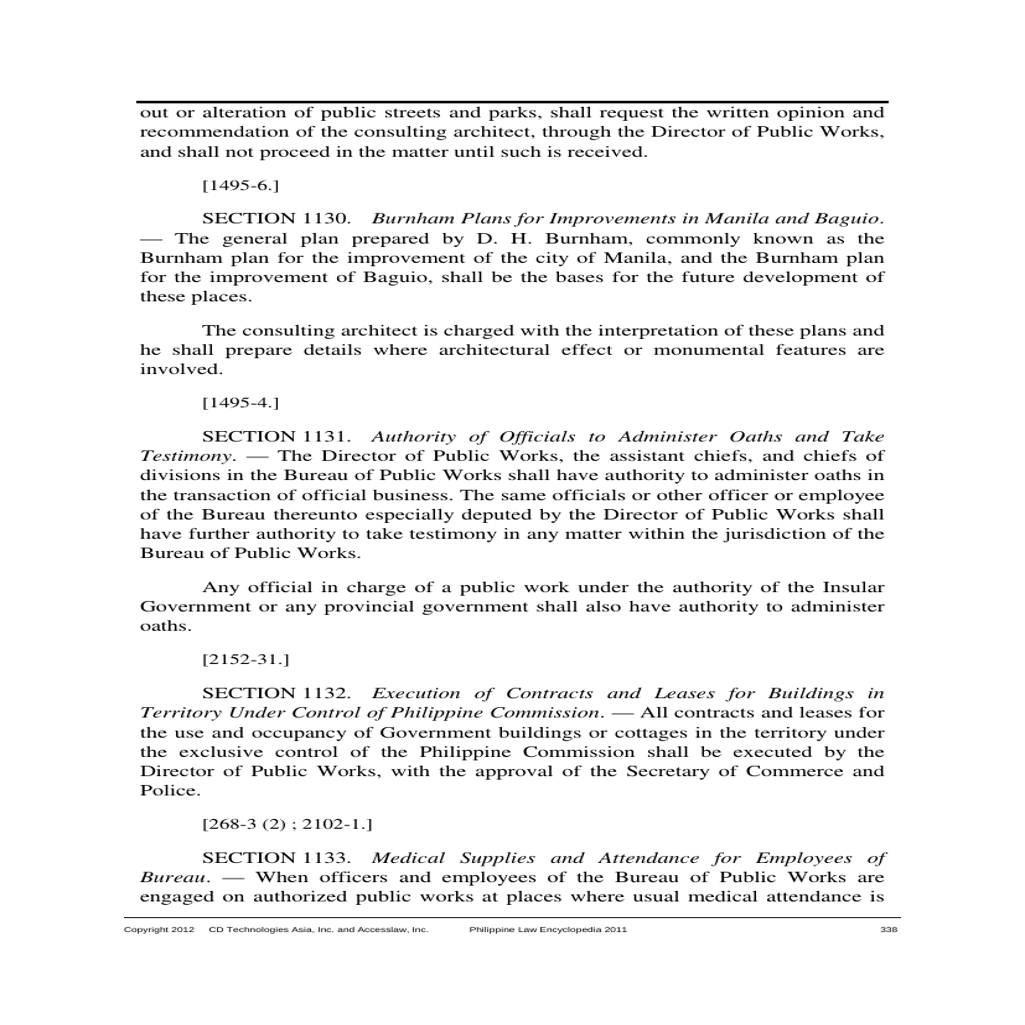 out or alteration of public streets and parks, shall request the written opinion and
recommendation of the consulting architect, through the Director of Public Works,
and shall not proceed in the matter until such is received.
[1495-6.]
SECTION 1130. Burnham Plans for Improvements in Manila and Baguio.
— The general plan prepared by D. H. Burnham, commonly known as the
Burnham plan for the improvement of the city of Manila, and the Burnham plan
for the improvement of Baguio, shall be the bases for the future development of
these places.
The consulting architect is charged with the interpretation of these plans and
he shall prepare details where architectural effect or monumental features are
involved.
[1495-4.]
SECTION 1131. Authority of Officials to Administer Oaths and Take
Testimony. — The Director of Public Works, the assistant chiefs, and chiefs of
divisions in the Bureau of Public Works shall have authority to administer oaths in
the transaction of official business. The same officials or other officer or employee
of the Bureau thereunto especially deputed by the Director of Public Works shall
have further authority to take testimony in any matter within the jurisdiction of the
Bureau of Public Works.
Any official in charge of a public work under the authority of the Insular
Government or any provincial government shall also have authority to administer
oaths.
[2152-31.]
SECTION 1132. Execution of Contracts and Leases for Buildings in
Territory Under Control of Philippine Commission. — All contracts and leases for
the use and occupancy of Government buildings or cottages in the territory under
the exclusive control of the Philippine Commission shall be executed by the
Director of Public Works, with the approval of the Secretary of Commerce and
Police.
[268-3 (2) ; 2102-1.]
SECTION 1133. Medical Supplies and Attendance for Employees of
Bureau. — When officers and employees of the Bureau of Public Works are
engaged on authorized public works at places where usual medical attendance is
Copyright 2012 CD Technologies Asia, Inc. and Accesslaw, Inc. Philippine Law Encyclopedia 2011 338